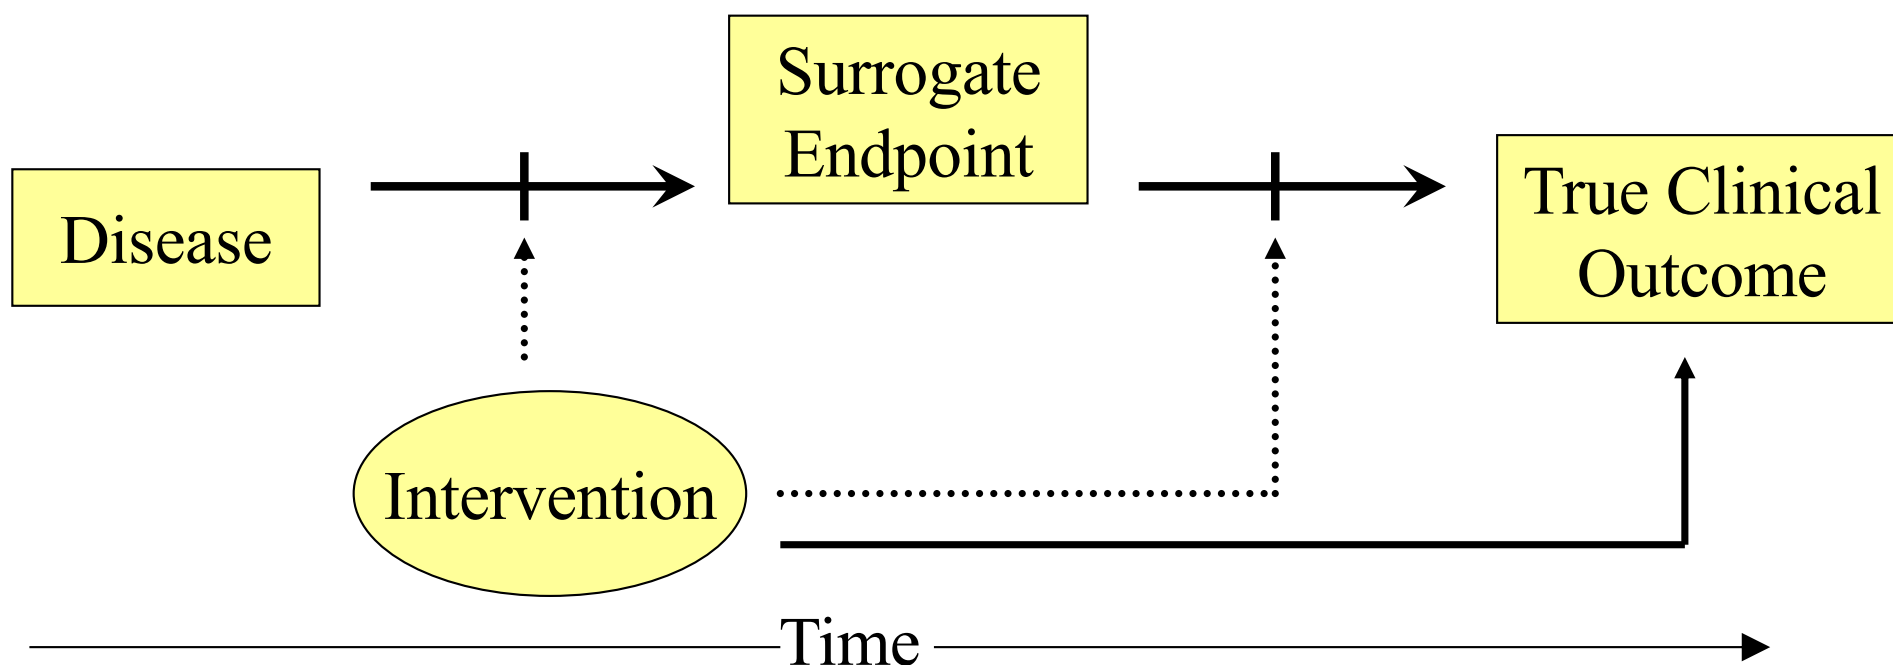 Surrogate
Endpoint
Disease
True Clinical
Outcome
Intervention
Time